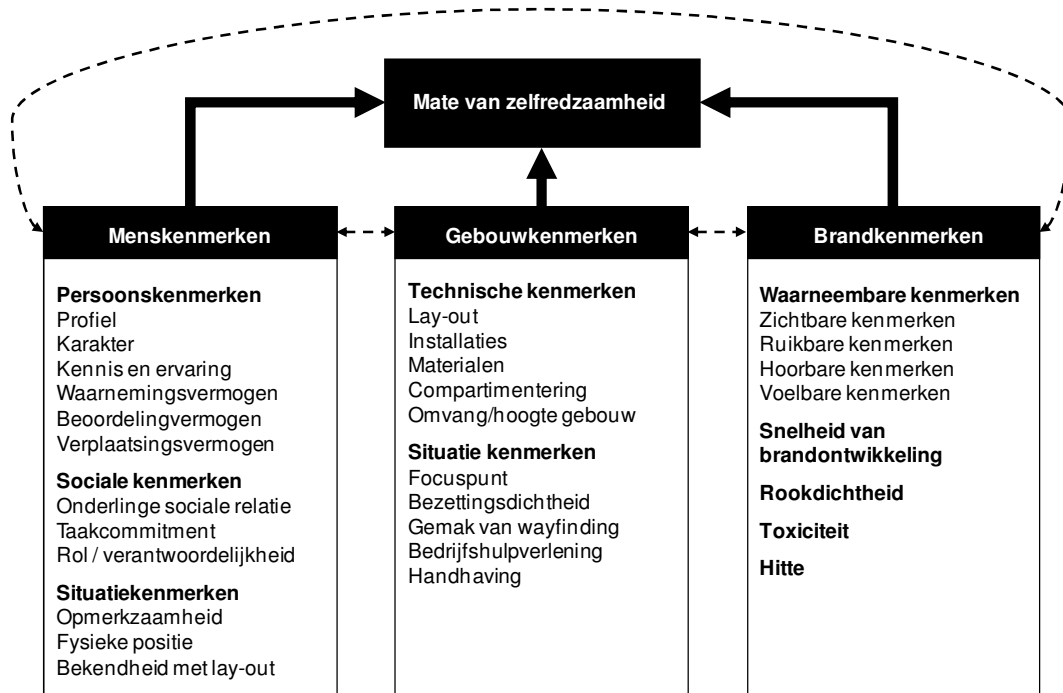 Mate van zelfredzaamheid
Menskenmerken
Persoonskenmerken
Profiel
Karakter
Kennis en ervaring
Waarnemingsvermogen
Beoordelingvermogen
Verplaatsingsvermogen
Sociale kenmerken
Onderlinge sociale relatie
Taakcommitment
Rol / verantwoordelijkheid
Situatiekenmerken
Opmerkzaamheid
Fysieke positie
Bekendheid met lay-out
Gebouwkenmerken
Technische kenmerken
Lay-out
Installaties
Materialen
Compartimentering
Omvang/hoogte gebouw
Situatie kenmerken
Focuspunt
Bezettingsdichtheid
Gemak van wayfinding
Bedrijfshulpverlening
Handhaving
Brandkenmerken
Waarneembare kenmerken
Zichtbare kenmerken
Ruikbare kenmerken
Hoorbare kenmerken
Voelbare kenmerken
Snelheid van
brandontwikkeling
Rookdichtheid
Toxiciteit
Hitte